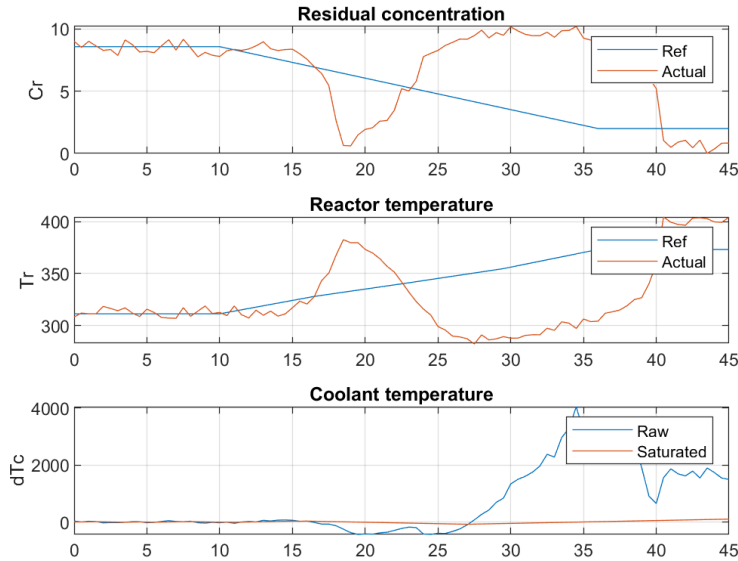 Residual concentration
10
5
0
Cr
Ref
Actual
0 5 10 15 20 25 30 35 40 45
Reactor temperature
400
350
300
Tr
Ref
Actual
0 5 10 15 20 25 30 35 40 45
Coolant temperature
4000
2000
0
dTc
Raw
Saturated
0 5 10 15 20 25 30 35 40 45